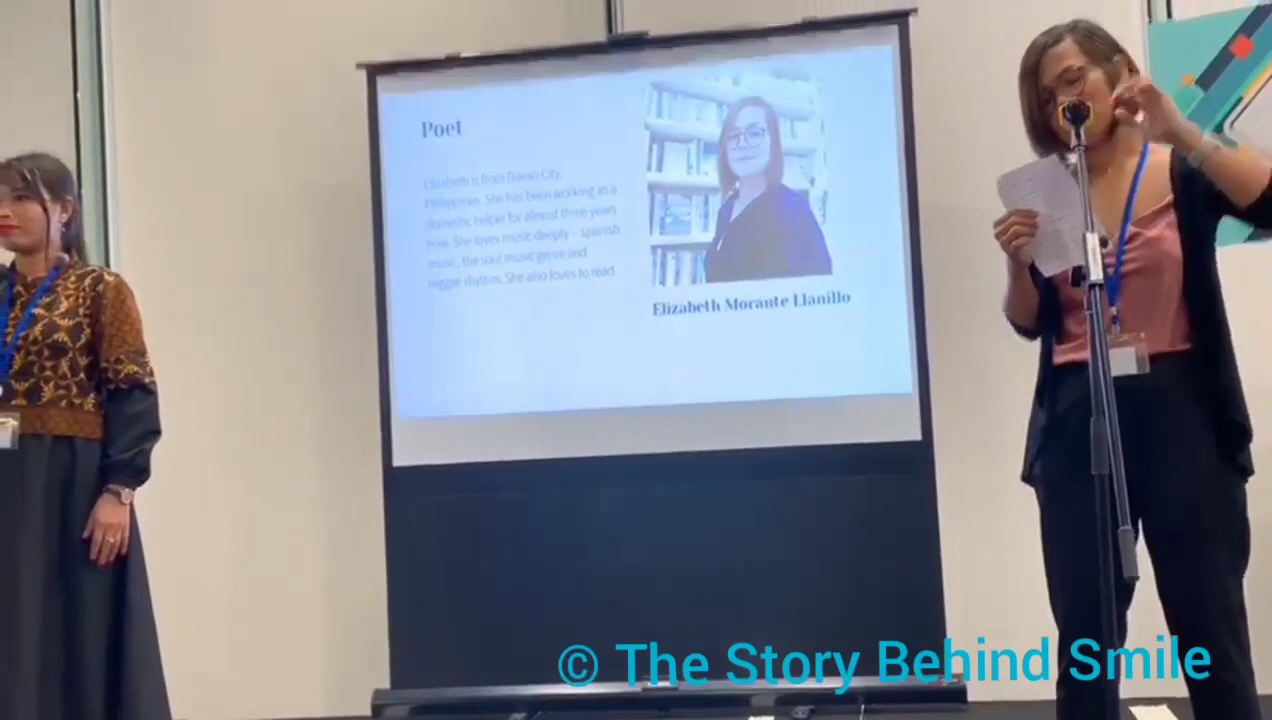 Poet
Elizabeth is from Davao City,
Philippines. She has been working as a
domestic helper for almost three years
now. She loves music deeply – spanish
music, the soul music genre and
reggae rhythm. She also loves to read.
Elizabeth Morante Llanillo
© The Story Behind Smile